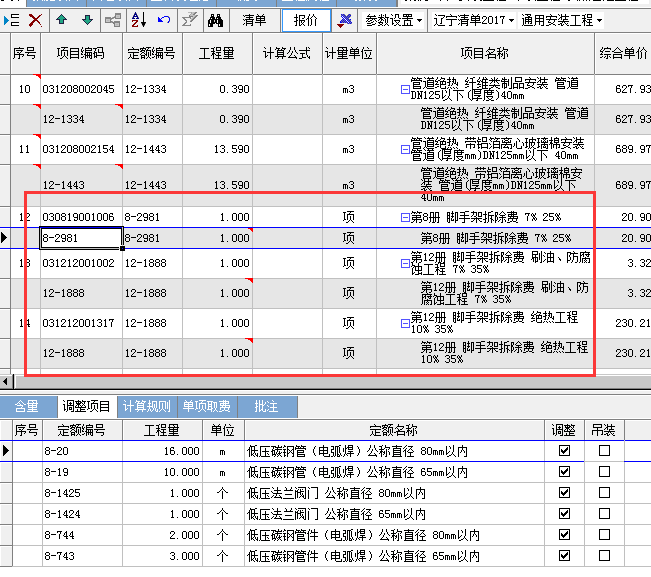 清单 报价 参数设置 辽宁清单2017 通用安装工程
序号 项目编码 定额编号 工程量 计算公式 计量单位 项目名称 综合单价
10 031208002045 12-1334 0.390 m3 管道绝热 纤维类制品安装 管道
DN125以下(厚度)40mm 627.93
12-1334 12-1334 0.390 m3 管道绝热 纤维类制品安装 管道
DN125以下(厚度)40mm 627.93
11 031208002154 12-1443 13.590 m3 管道绝热 带铝箔离心玻璃棉安装
管道(厚度mm)DN125mm以下 40mm 689.97
12-1443 12-1443 13.590 m3 管道绝热 带铝箔离心玻璃棉安
装 管道(厚度mm)DN125mm以下
40mm 689.97
12 030819001006 8-2981 1.000 项 第8册 脚手架拆除费 7% 25% 20.90
8-2981 8-2981 1.000 项 第8册 脚手架拆除费 7% 25% 20.90
13 031212001002 12-1888 1.000 项 第12册 脚手架拆除费 刷油、防腐
蚀工程 7% 35% 3.32
12-1888 12-1888 1.000 项 第12册 脚手架拆除费 刷油、防
腐蚀工程 7% 35% 3.32
14 031212001317 12-1888 1.000 项 第12册 脚手架拆除费 绝热工程
10% 35% 230.21
12-1888 12-1888 1.000 项 第12册 脚手架拆除费 绝热工程
10% 35% 230.21
含量 调整项目 计算规则 单项取费 批注
序号 定额编号 工程量 单位 定额名称 调整 吊装
8-20 16.000 m 低压碳钢管（电弧焊）公称直径 80mm以内
8-19 10.000 m 低压碳钢管（电弧焊）公称直径 65mm以内
8-1425 1.000 个 低压法兰阀门 公称直径 80mm以内
8-1424 1.000 个 低压法兰阀门 公称直径 65mm以内
8-744 2.000 个 低压碳钢管件（电弧焊）公称直径 80mm以内
8-743 3.000 个 低压碳钢管件（电弧焊）公称直径 65mm以内